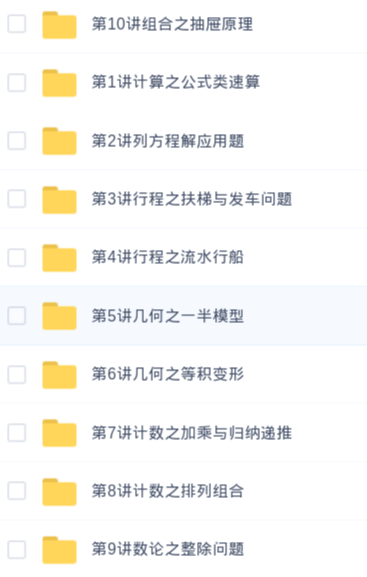 第10讲组合之抽屉原理
第1讲计算之公式类速算
第2讲列方程解应用题
第3讲行程之扶梯与发车问题
第4讲行程之流水行船
第5讲几何之一半模型
第6讲几何之等积变形
第7讲计数之加乘与归纳递推
第8讲计数之排列组合
第9讲数论之整除问题